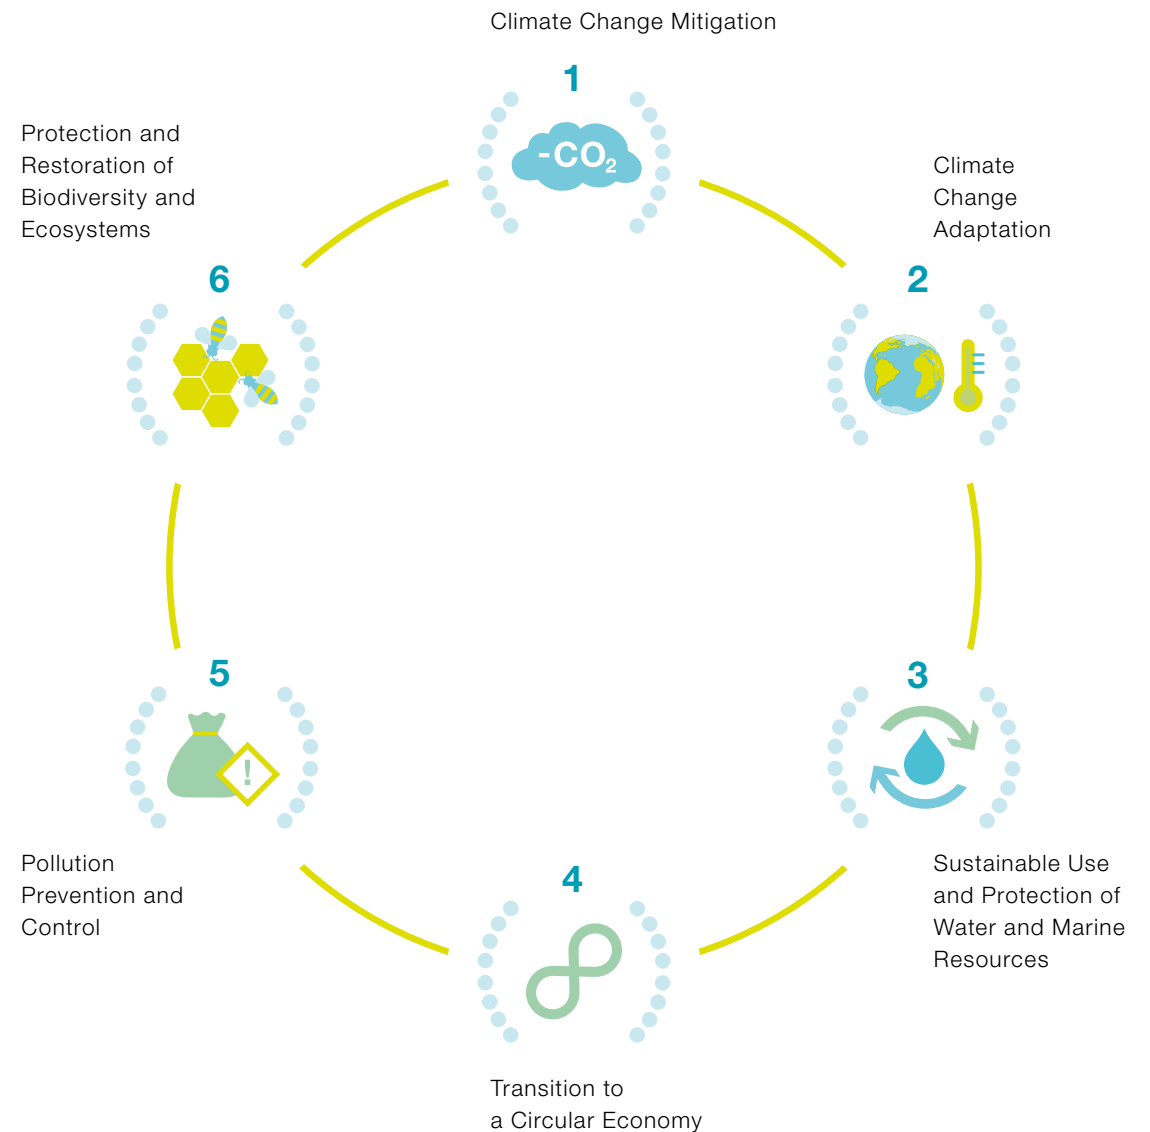 Climate Change Mitigation
1
-CO₂
Climate
Change
Adaptation
2
3
Sustainable Use
and Protection of
Water and Marine
Resources
4
Transition to
a Circular Economy
5
!
Pollution
Prevention and
Control
Protection and
Restoration of
Biodiversity and
Ecosystems
6